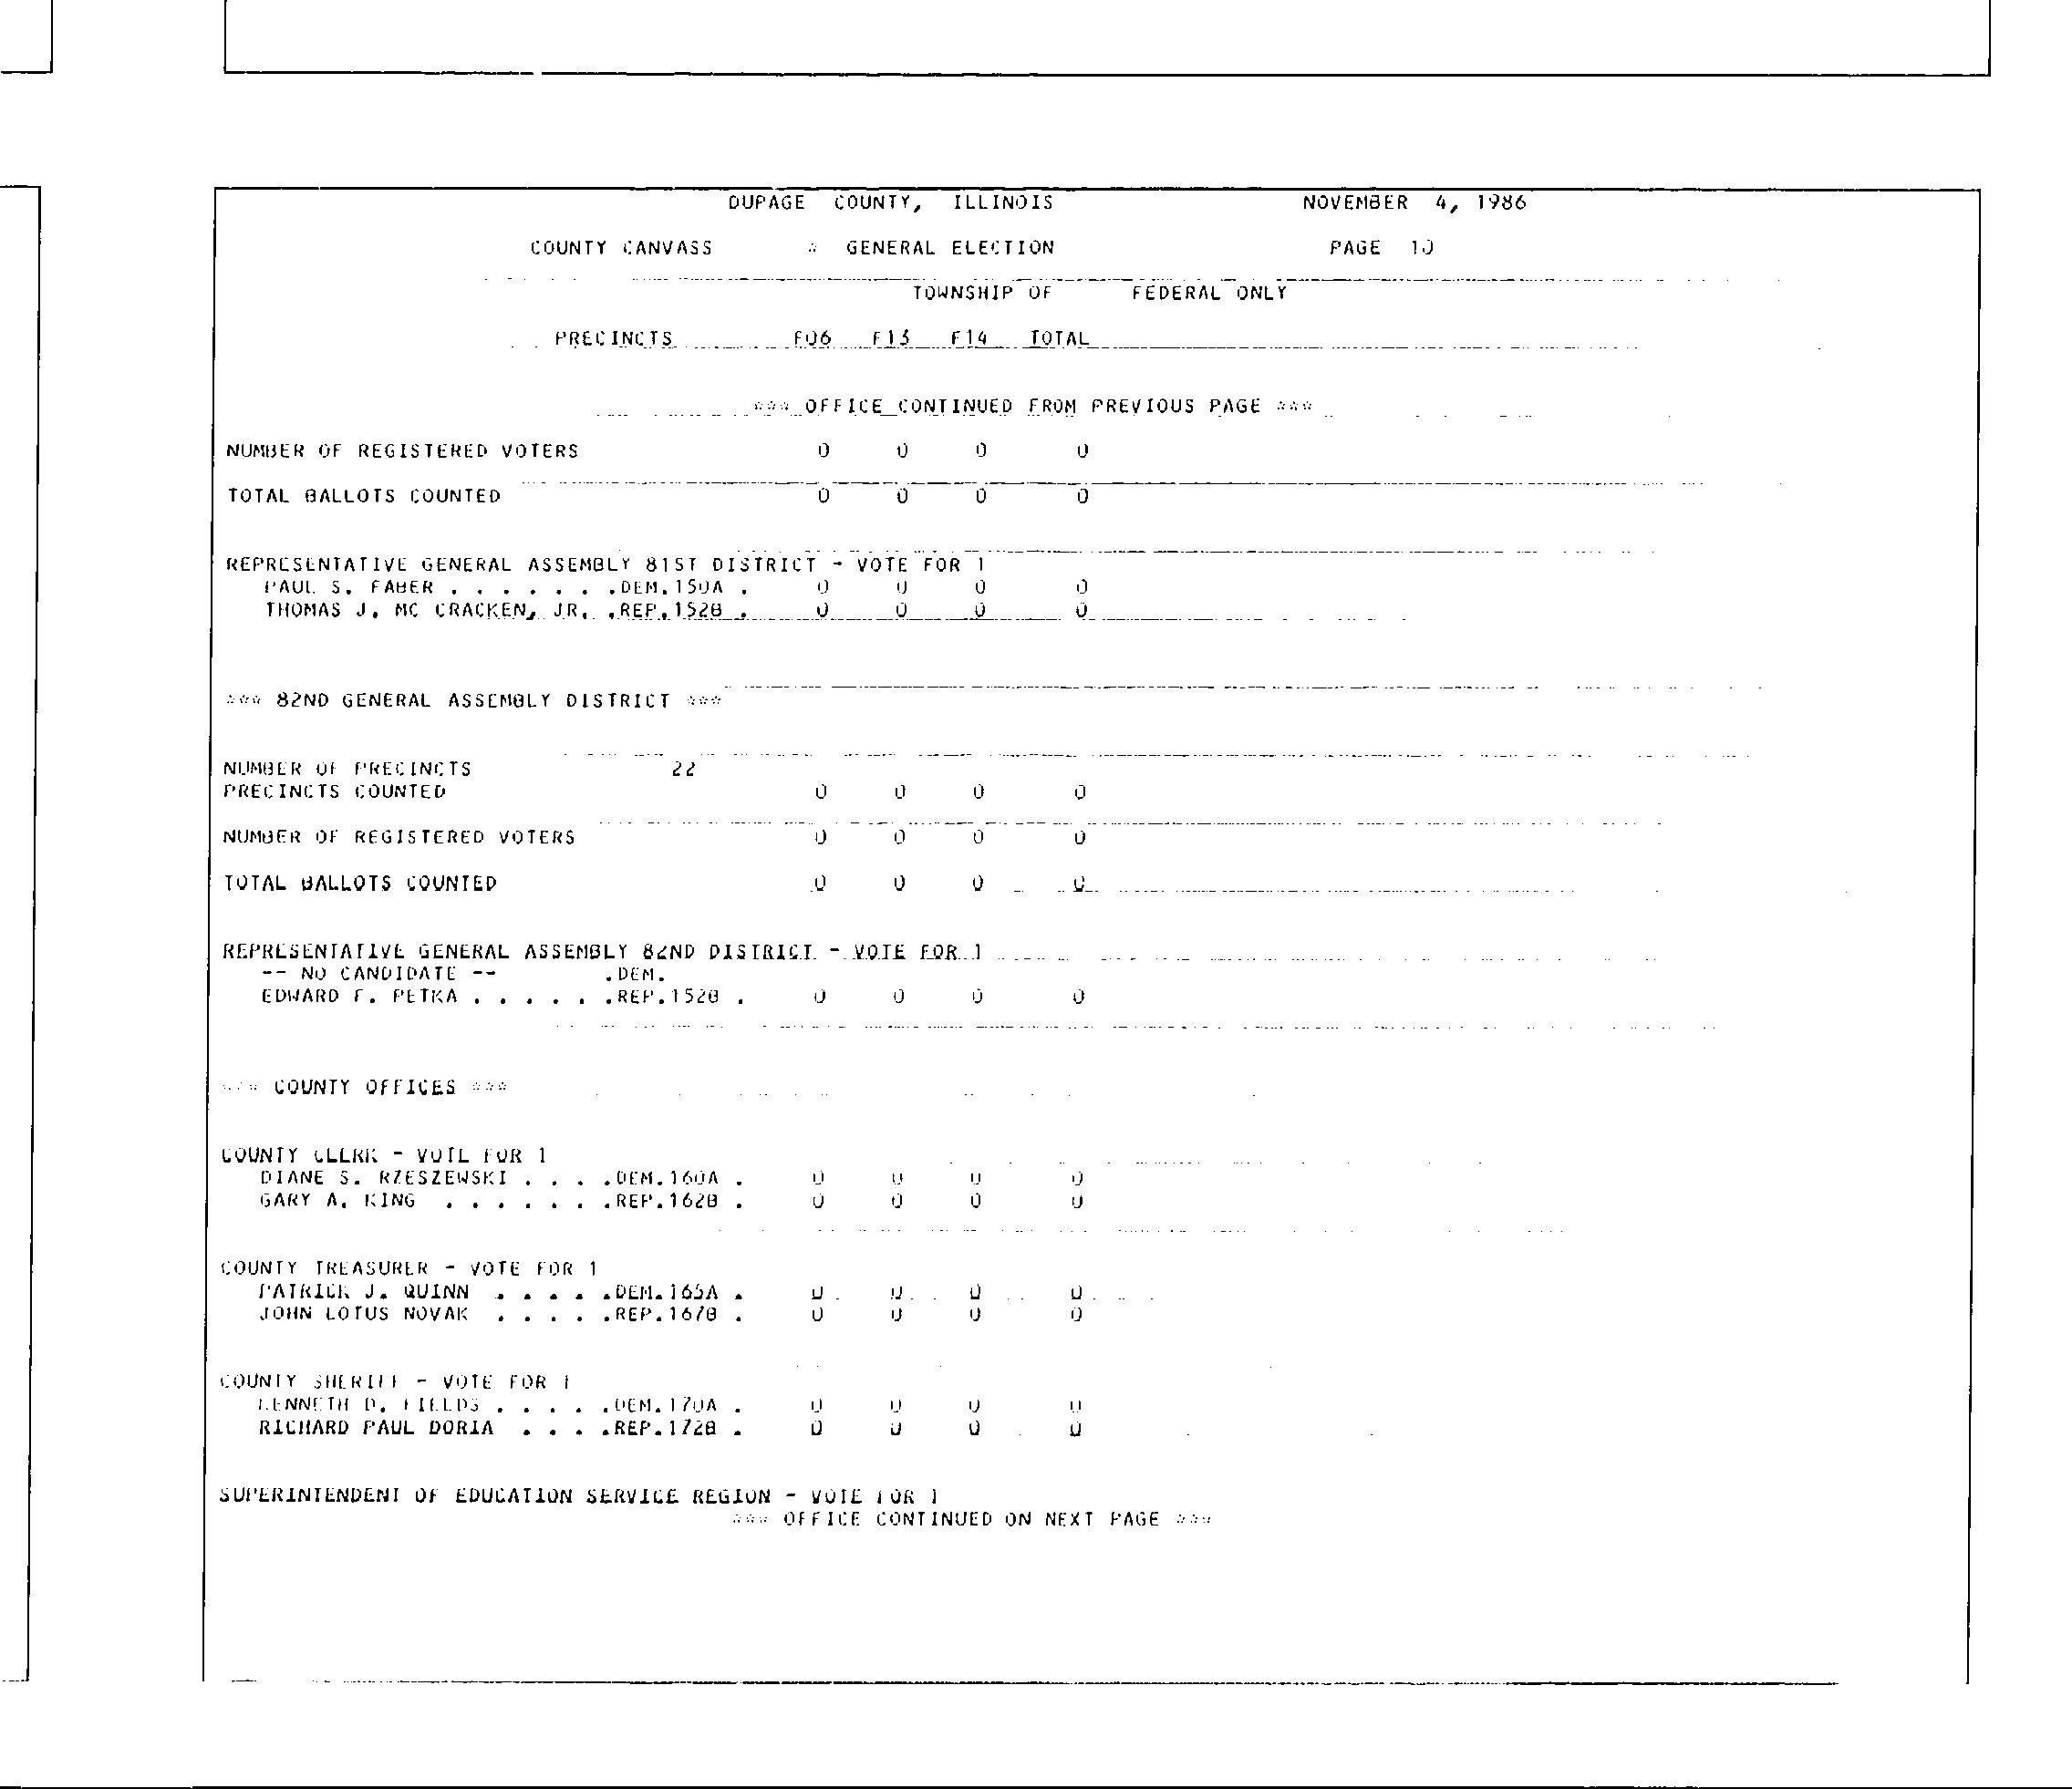 DUPAGE COUNTY, ILLINOIS NOVEMBER 4, 1986
COUNTY CANVASS * GENERAL ELECTION PAGE 10
TOWNSHIP OF FEDERAL ONLY
PRECINCTS F06 F13 F14 TOTAL
*** OFFICE CONTINUED FROM PREVIOUS PAGE ***
NUMBER OF REGISTERED VOTERS 0 0 0 0
TOTAL BALLOTS COUNTED 0 0 0 0
REPRESENTATIVE GENERAL ASSEMBLY 81ST DISTRICT - VOTE FOR 1
PAUL S. FABER . . . . . . .DEM.150A . 0 0 0 0
THOMAS J. MC CRACKEN, JR. .REP.152B . 0 0 0 0
*** 82ND GENERAL ASSEMBLY DISTRICT ***
NUMBER OF PRECINCTS 22
PRECINCTS COUNTED 0 0 0 0
NUMBER OF REGISTERED VOTERS 0 0 0 0
TOTAL BALLOTS COUNTED 0 0 0 0
REPRESENTATIVE GENERAL ASSEMBLY 82ND DISTRICT - VOTE FOR 1
-- NO CANDIDATE -- .DEM.
EDWARD F. PETKA . . . . . .REP.152B . 0 0 0 0
*** COUNTY OFFICES ***
COUNTY CLERK - VOTE FOR 1
DIANE S. RZESZEWSKI . . . .DEM.160A . 0 0 0 0
GARY A. KING . . . . . . .REP.162B . 0 0 0 0
COUNTY TREASURER - VOTE FOR 1
PATRICK J. QUINN . . . . .DEM.165A . 0 0 0 0
JOHN LOTUS NOVAK . . . . .REP.167B . 0 0 0 0
COUNTY SHERIFF - VOTE FOR 1
KENNETH D. FIELDS . . . . .DEM.170A . 0 0 0 0
RICHARD PAUL DORIA . . . .REP.172B . 0 0 0 0
SUPERINTENDENT OF EDUCATION SERVICE REGION - VOTE FOR 1
*** OFFICE CONTINUED ON NEXT PAGE ***